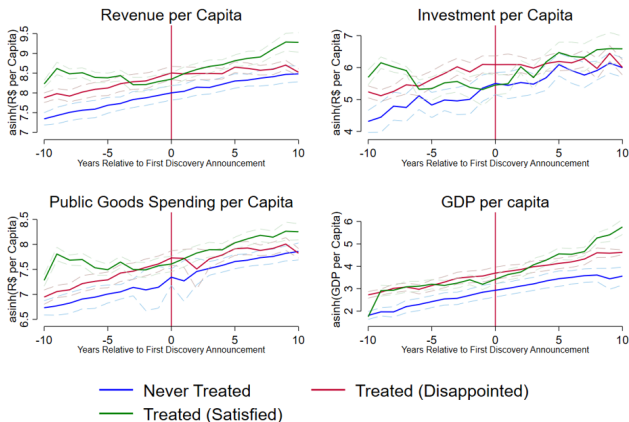 Revenue per Capita
asinh(R$ per Capita)
9.5
9
8.5
8
7.5
7
-10 -5 0 5 10
Years Relative to First Discovery Announcement
Investment per Capita
asinh(R$ per Capita)
7
6
5
4
-10 -5 0 5 10
Years Relative to First Discovery Announcement
Public Goods Spending per Capita
asinh(R$ per Capita)
8.5
8
7.5
7
6.5
-10 -5 0 5 10
Years Relative to First Discovery Announcement
GDP per capita
asinh(GDP per Capita)
6
5
4
3
2
-10 -5 0 5 10
Years Relative to First Discovery Announcement
Never Treated
Treated (Disappointed)
Treated (Satisfied)